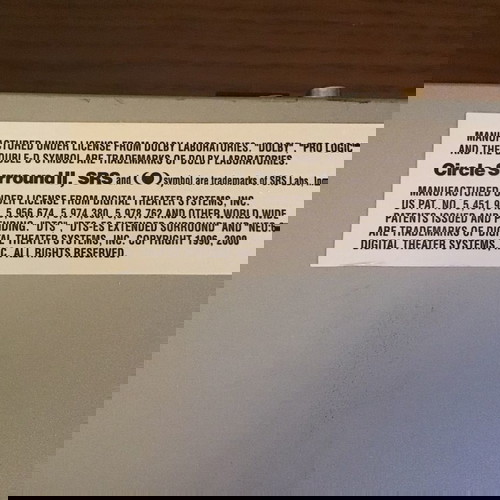 MANUFACTURED UNDER LICENSE FROM DOLBY LABORATORIES. "DOLBY", "PRO LOGIC"
AND THE DOUBLE-D SYMBOL ARE TRADEMARKS OF DOLBY LABORATORIES.
Circle Surround II, SRS and symbol are trademarks of SRS Labs, Inc
MANUFACTURED
UNDER LICENSE FROM DIGITAL THEATER SYSTEMS, INC.
US PAT. NO. 5,451,9
5,956,674, 5,974,380, 5,978,762 AND OTHER WORLD WIDE
PATENTS ISSUED AND P
NDING. "DTS", "DTS-ES EXTENDED SURROUND" AND "NEO:6"
ARE TRADEMARKS OF DIG
TAL THEATER SYSTEMS, INC. COPYRIGHT 1996, 2000
DIGITAL THEATER SYSTEMS,
C. ALL RIGHTS RESERVED.